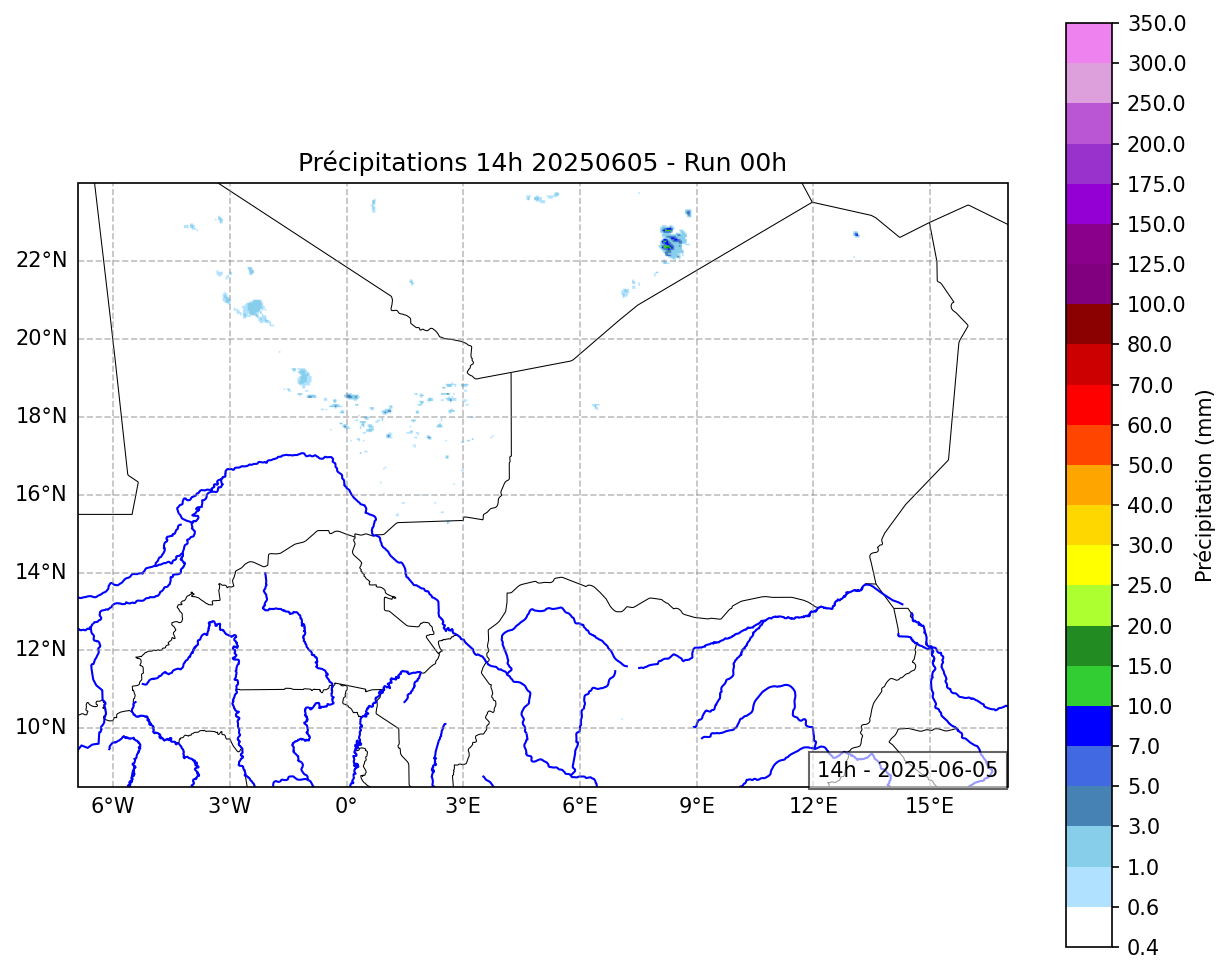 Précipitations 14h 20250605 - Run 00h
22°N
20°N
18°N
16°N
14°N
12°N
10°N
6°W
3°W
0°
3°E
6°E
9°E
12°E
15°E
14h - 2025-06-05
350.0
300.0
250.0
200.0
175.0
150.0
125.0
100.0
80.0
70.0
60.0
50.0
40.0
30.0
25.0
20.0
15.0
10.0
7.0
5.0
3.0
1.0
0.6
0.4
Précipitation (mm)